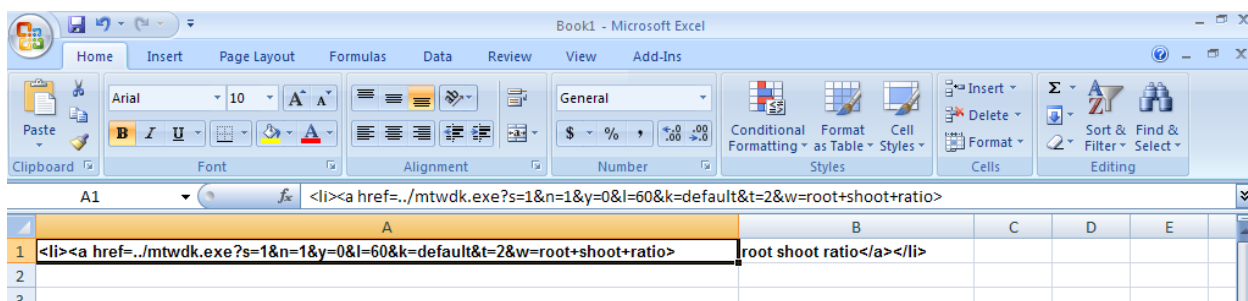 Book1 - Microsoft Excel
Home Insert Page Layout Formulas Data Review View Add-Ins
Arial 10 A A General Insert Σ
Paste B I U A $ % , .0 .00 .00 .0 Conditional Formatting Format as Table Cell Styles Delete Sort & Filter Find & Select
Format
Clipboard Font Alignment Number Styles Cells Editing
A1 fx <li><a href=../mtwdk.exe?s=1&n=1&y=0&l=60&k=default&t=2&w=root+shoot+ratio>
A B C D E
1 <li><a href=../mtwdk.exe?s=1&n=1&y=0&l=60&k=default&t=2&w=root+shoot+ratio> root shoot ratio</a></li>
2
3